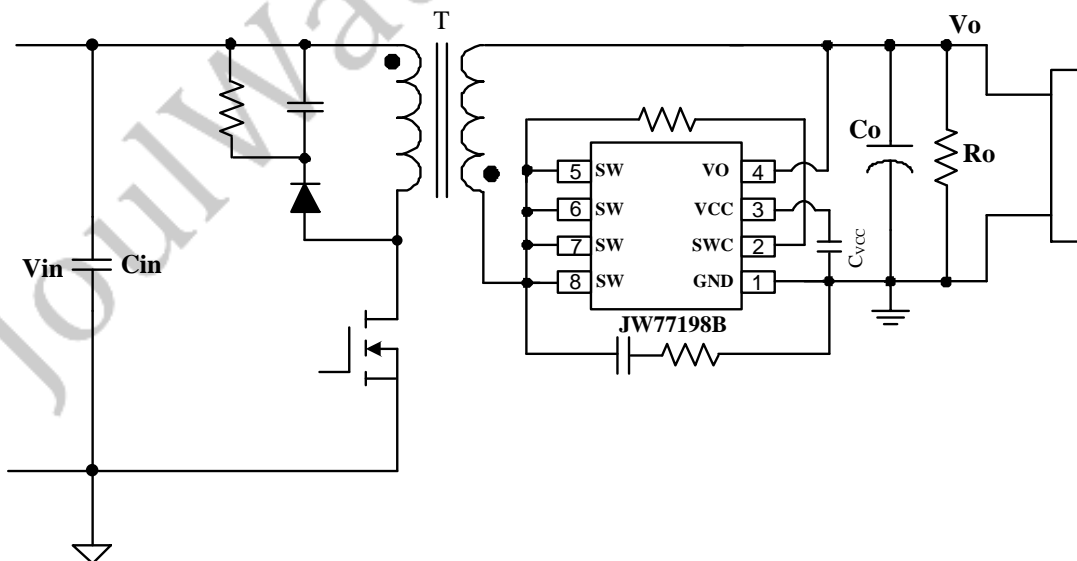 T
Vo
Co
Ro
5 SW VO 4
6 SW VCC 3
7 SW SWC 2
8 SW GND 1
CVCC
Vin
Cin
JW77198B
JoulWa